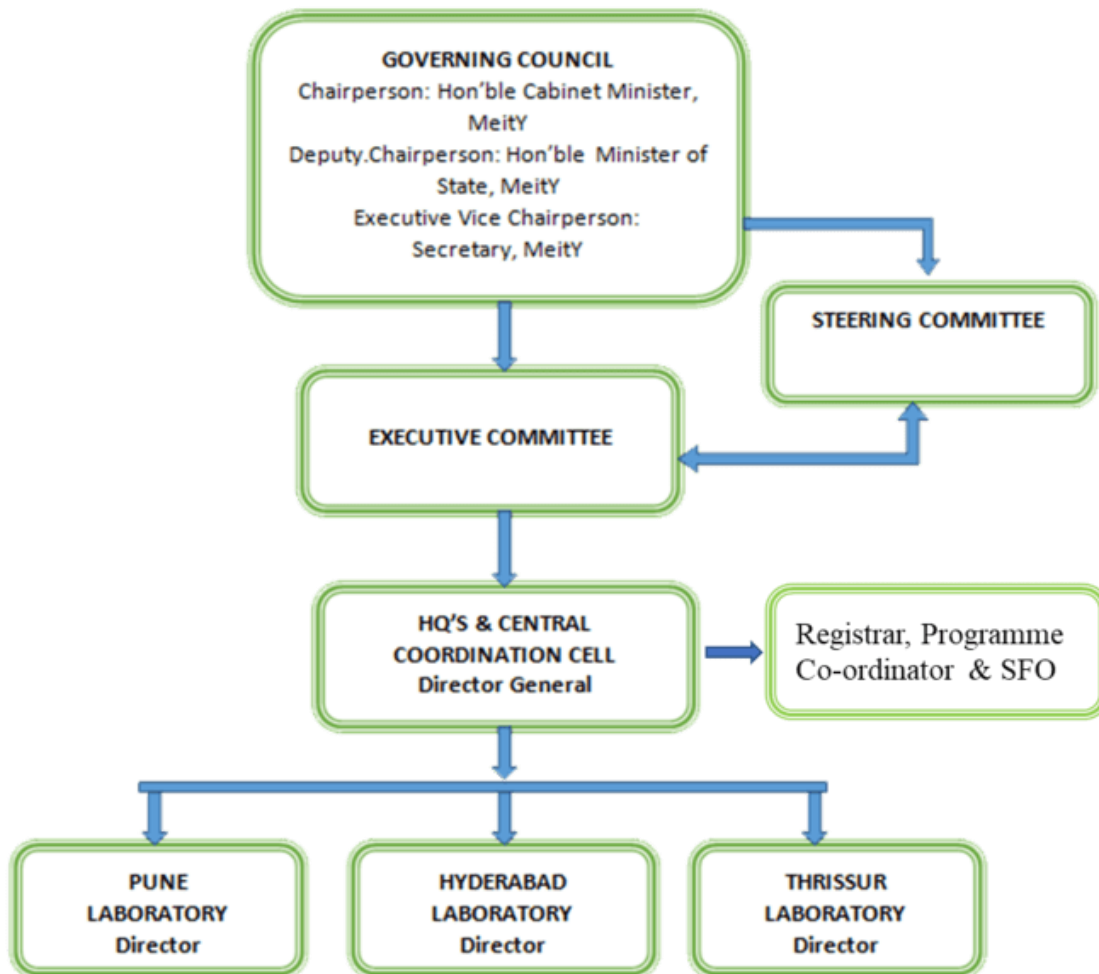 GOVERNING COUNCIL
Chairperson: Hon'ble Cabinet Minister,
MeitY
Deputy.Chairperson: Hon'ble Minister of
State, MeitY
Executive Vice Chairperson:
Secretary, MeitY
STEERING COMMITTEE
EXECUTIVE COMMITTEE
HQ'S & CENTRAL
COORDINATION CELL
Director General
Registrar, Programme
Co-ordinator & SFO
PUNE
LABORATORY
Director
HYDERABAD
LABORATORY
Director
THRISSUR
LABORATORY
Director